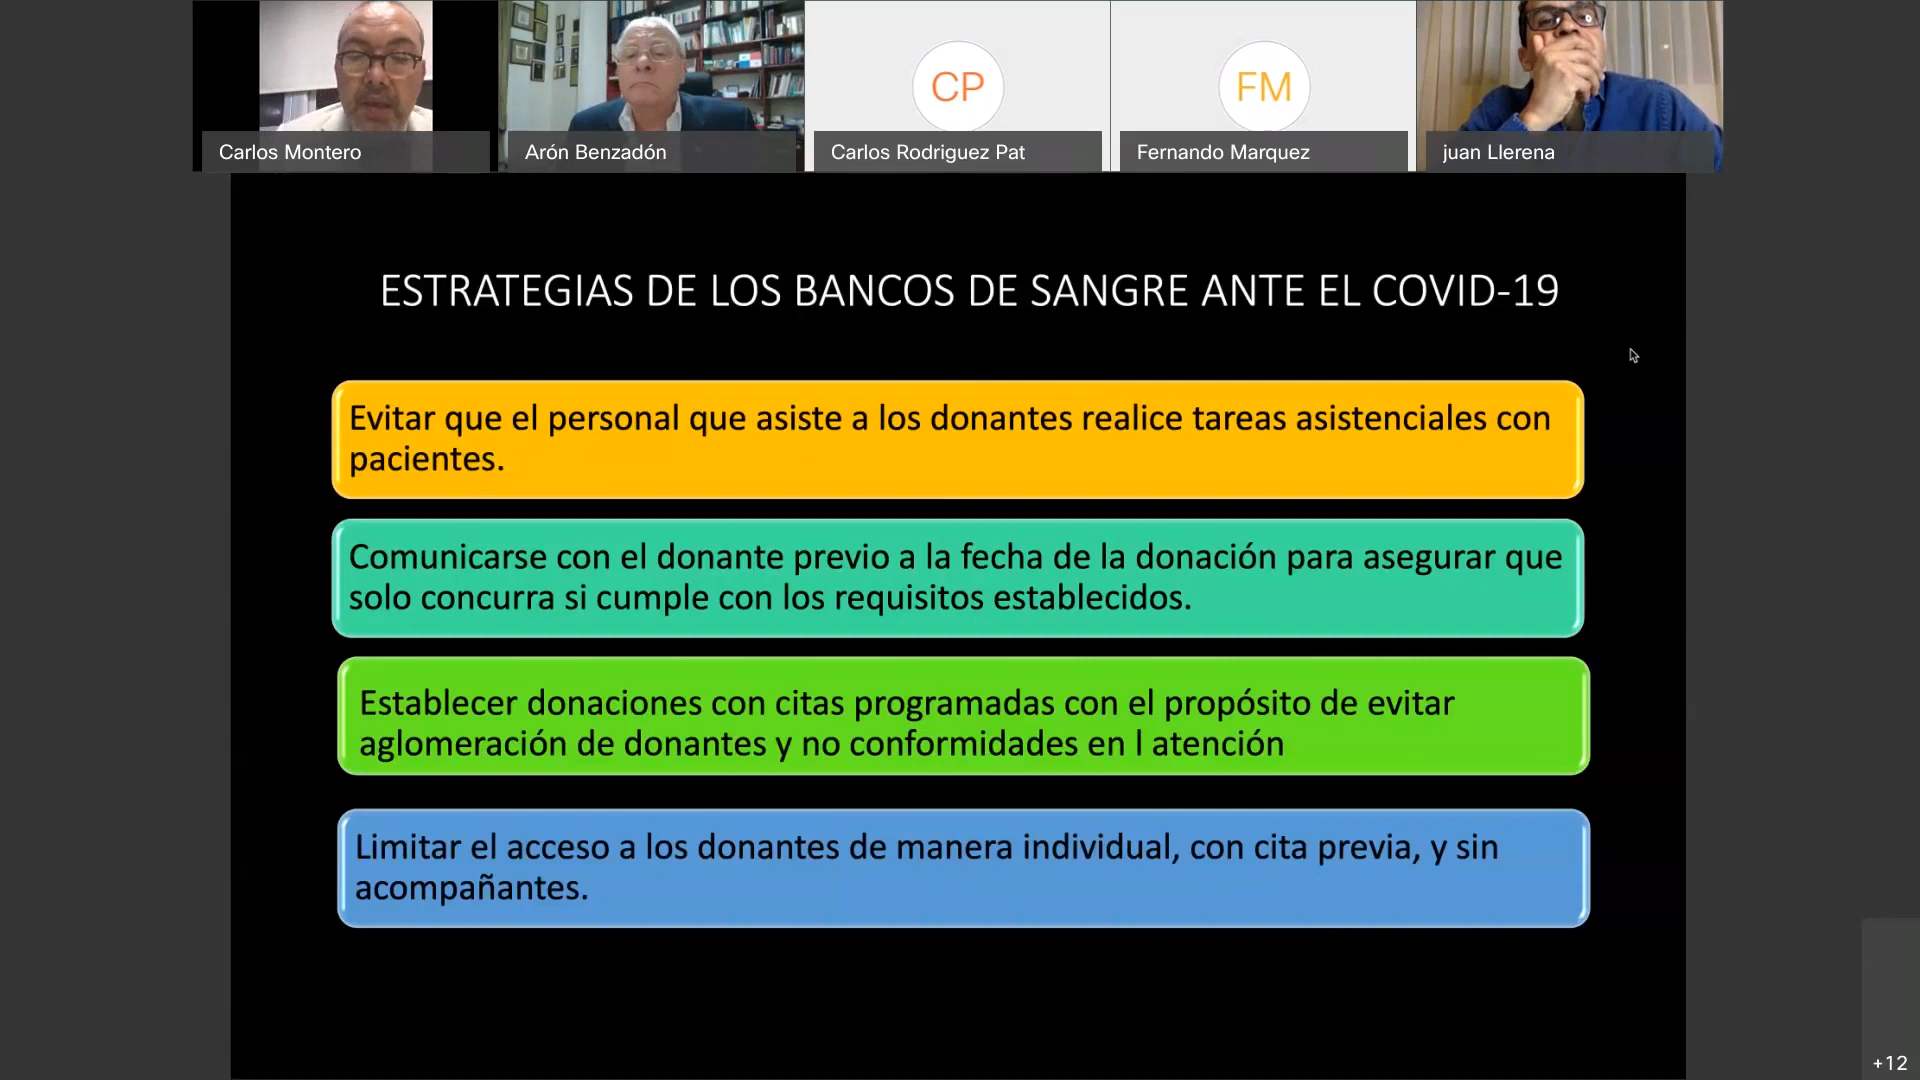 CP
FM
Carlos Montero
Arón Benzadón
Carlos Rodriguez Pat
Fernando Marquez
juan Llerena
ESTRATEGIAS DE LOS BANCOS DE SANGRE ANTE EL COVID-19
Evitar que el personal que asiste a los donantes realice tareas asistenciales con
pacientes.
Comunicarse con el donante previo a la fecha de la donación para asegurar que
solo concurra si cumple con los requisitos establecidos.
Establecer donaciones con citas programadas con el propósito de evitar
aglomeración de donantes y no conformidades en l atención
Limitar el acceso a los donantes de manera individual, con cita previa, y sin
acompañantes.
+12